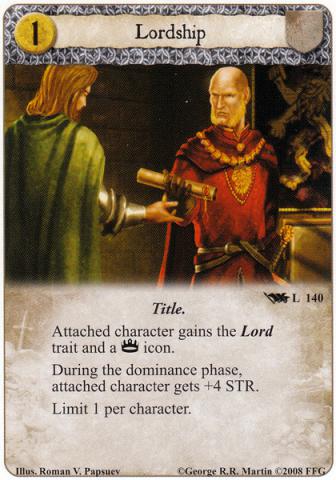 1
Lordship
L 140
Title.
Attached character gains the Lord
trait and a icon.
During the dominance phase,
attached character gets +4 STR.
Limit 1 per character.
Illus. Roman V. Papsuev ©George R.R. Martin ©2008 FFG